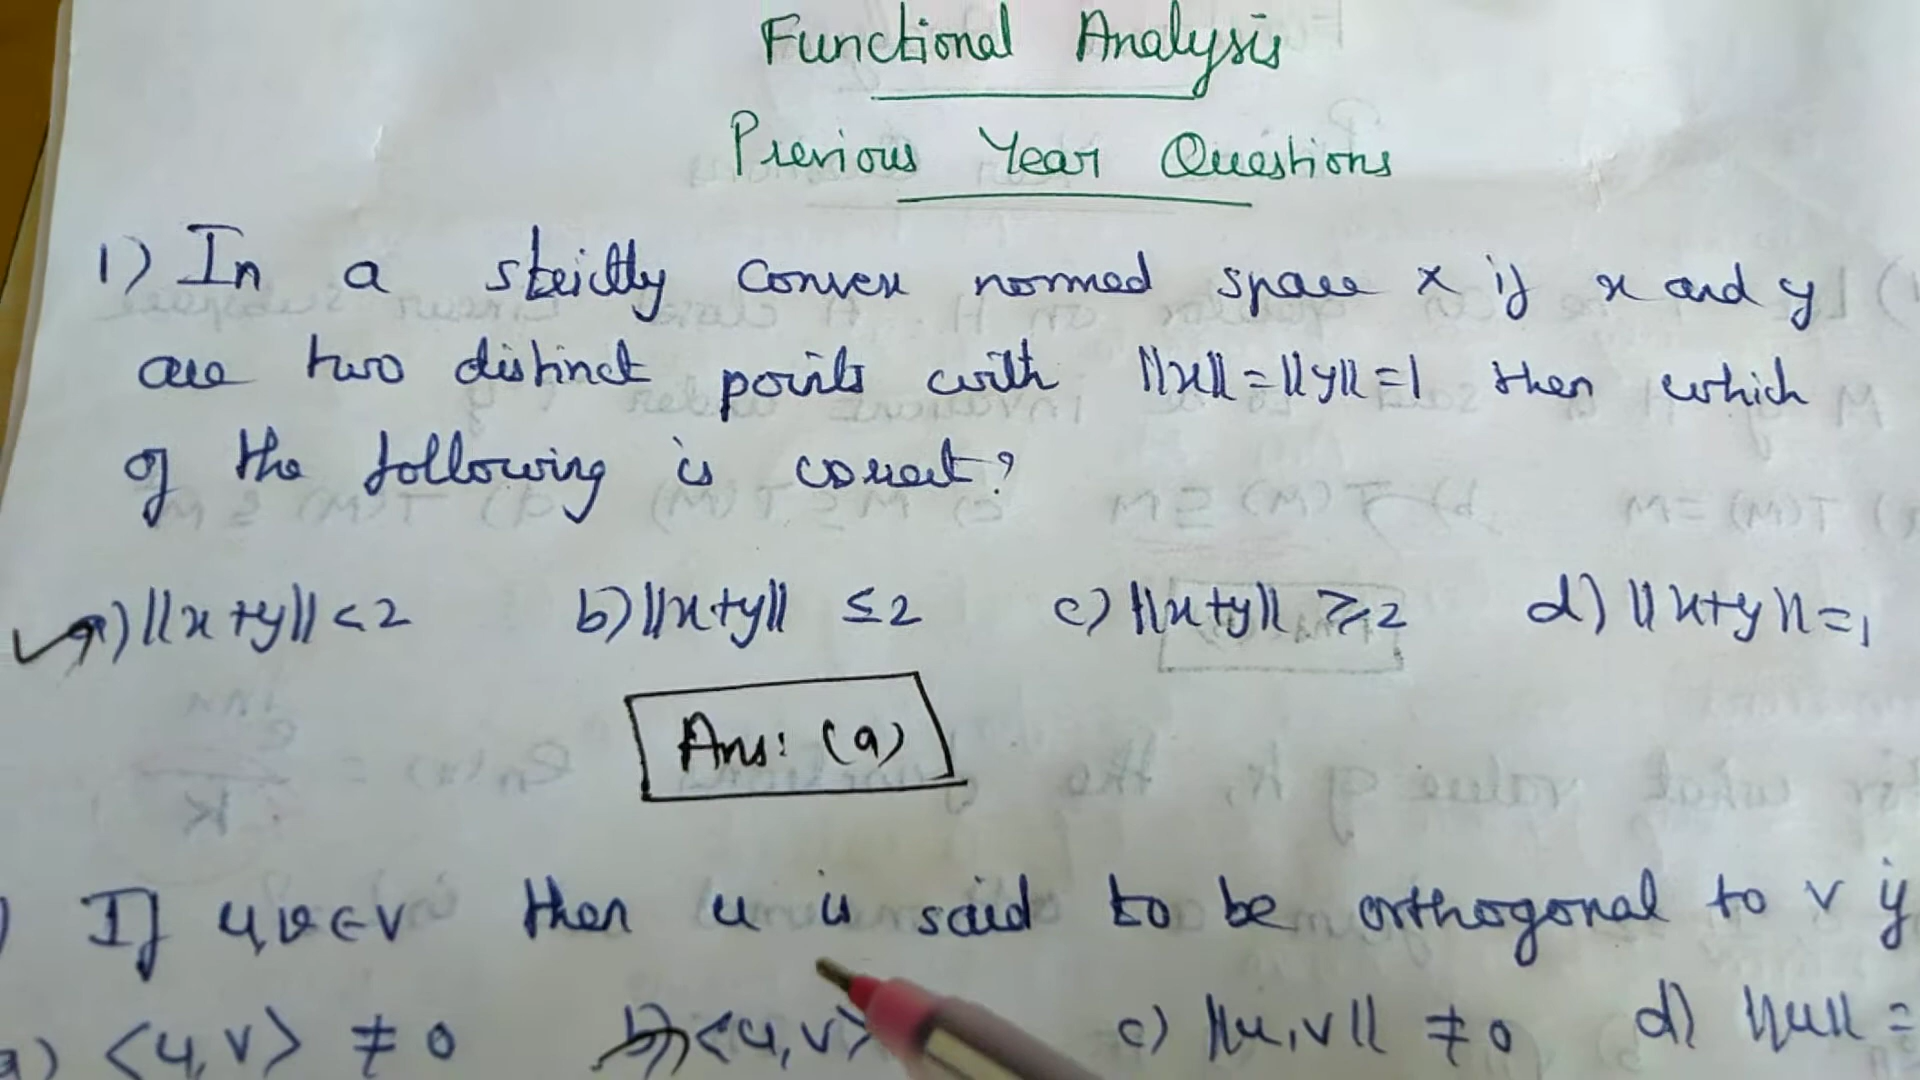 Functional Analysis
Previous Year Questions
1) In a strictly convex normed space X if x and y
are two distinct points with ||x|| = ||y|| = 1 then which
of the following is correct?
a) ||x+y|| < 2 b) ||x+y|| ≤ 2 c) ||x+y|| ≥ 2 d) ||x+y|| = 1
Ans: (a)
) If u, v ∈ V then u is said to be orthogonal to v if
a) <u, v> ≠ 0 b) <u, v> c) ||u, v|| ≠ 0 d) ||u|| =